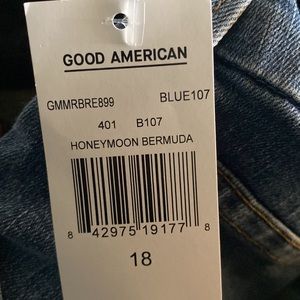 GOOD AMERICAN
GMMRBRE899 BLUE107
401 B107
HONEYMOON BERMUDA
8 42975 19177 8
18